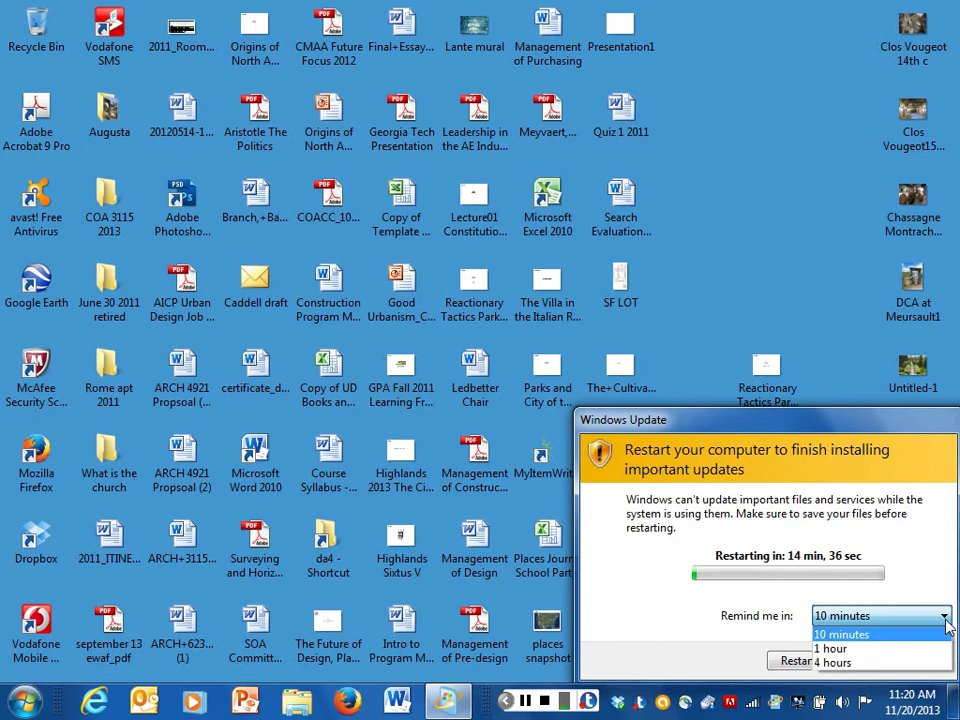 Recycle Bin
Vodafone
SMS
2011_Room...
Origins of
North A...
CMAA Future
Focus 2012
Final+Essay...
Lante mural
Management
of Purchasing
Presentation1
Clos Vougeot
14th c
Adobe
Acrobat 9 Pro
Augusta
20120514-1...
Aristotle The
Politics
Origins of
North A...
Georgia Tech
Presentation
Leadership in
the AE Indu...
Meyvaert,...
Quiz 1 2011
Clos
Vougeot15...
avast! Free
Antivirus
COA 3115
2013
Adobe
Photosho...
Branch,+Ba...
COACC_10...
Copy of
Template ...
Lecture01
Constitutio...
Microsoft
Excel 2010
Search
Evaluation...
Chassagne
Montrach...
Google Earth
June 30 2011
retired
AICP Urban
Design Job ...
Caddell draft
Construction
Program M...
Good
Urbanism_C...
Reactionary
Tactics Park...
The Villa in
the Italian R...
SF LOT
DCA at
Meursault1
McAfee
Security Sc...
Rome apt
2011
ARCH 4921
Propsoal (...
certificate_d...
Copy of UD
Books an...
GPA Fall 2011
Learning Fr...
Ledbetter
Chair
Parks and
City of t...
The+Cultiva...
Reactionary
Tactics Par...
Untitled-1
Mozilla
Firefox
What is the
church
ARCH 4921
Propsoal (2)
Microsoft
Word 2010
Course
Syllabus -...
Highlands
2013 The Ci...
Management
of Construc...
MyItemWrit
Dropbox
2011_ITINE...
ARCH+3115...
Surveying
and Horiz...
da4 -
Shortcut
Highlands
Sixtus V
Management
of Design
Places Journ
School Part
Vodafone
Mobile ...
september 13
ewaf_pdf
ARCH+623...
(1)
SOA
Committ...
The Future of
Design, Pla...
Intro to
Program M...
Management
of Pre-design
places
snapshot
Windows Update
Restart your computer to finish installing
important updates
Windows can't update important files and services while the
system is using them. Make sure to save your files before
restarting.
Restarting in: 14 min, 36 sec
Remind me in:
10 minutes
10 minutes
1 hour
4 hours
Restar
11:20 AM
11/20/2013